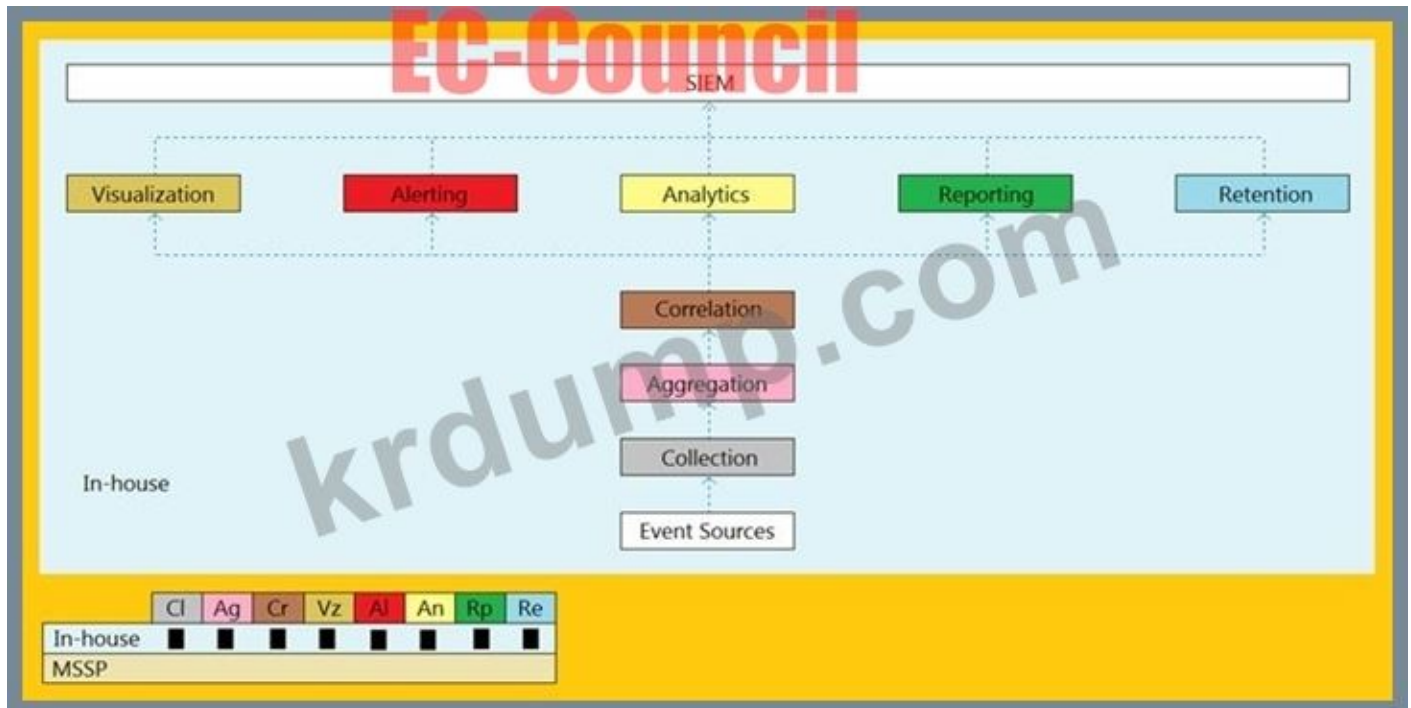 EC-Council
SIEM
Visualization
Alerting
Analytics
Reporting
Retention
Correlation
Aggregation
Collection
Event Sources
In-house
krdump.com
Cl Ag Cr Vz Al An Rp Re
In-house
MSSP